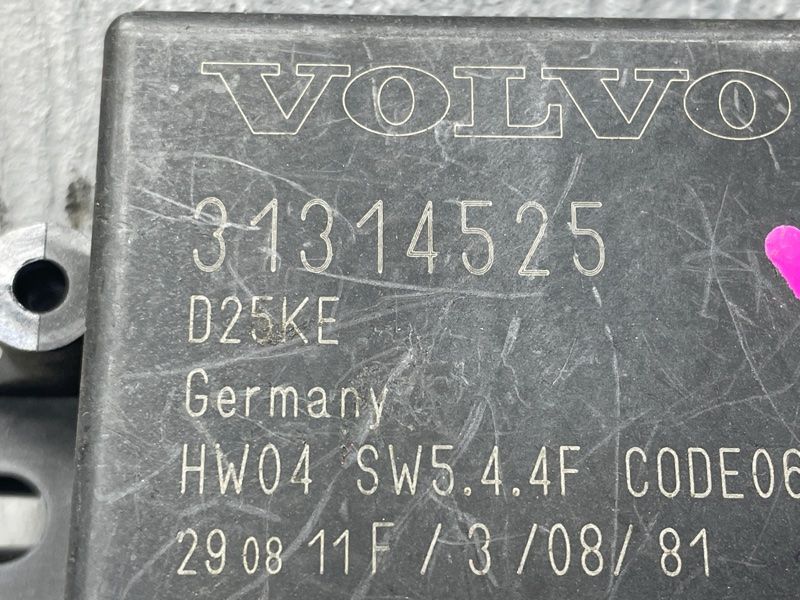 VOLVO
31314525
D25KE
Germany
HW04 SW5.4.4F CODE06
29 08 11F / 3 /08/ 81